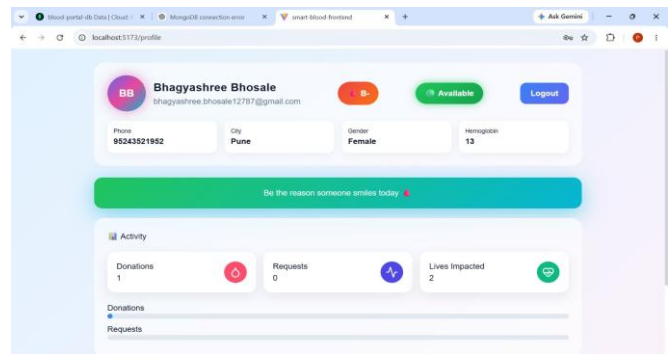 blood-portal-db Data | Cloud
MongoDB connection error
smart-blood-frontend
Ask Gemini
localhost:5173/profile
BB
Bhagyashree Bhosale
bhagyashree.bhosale12787@gmail.com
B-
Available
Logout
Phone
95243521952
City
Pune
Gender
Female
Hemoglobin
13
Be the reason someone smiles today
Activity
Donations
1
Requests
0
Lives Impacted
2
Donations
Requests